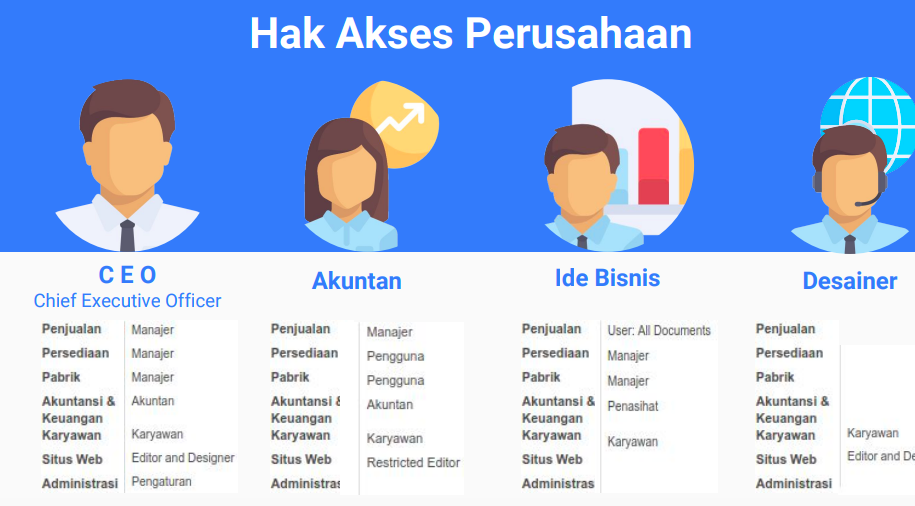 Hak Akses Perusahaan
C E O
Chief Executive Officer
Penjualan Manajer
Persediaan Manajer
Pabrik Manajer
Akuntansi & Akuntan
Keuangan
Karyawan Karyawan
Situs Web Editor and Designer
Administrasi Pengaturan
Akuntan
Penjualan Manajer
Persediaan Pengguna
Pabrik Pengguna
Akuntansi & Akuntan
Keuangan
Karyawan Karyawan
Situs Web Restricted Editor
Administras
Ide Bisnis
Penjualan User: All Documents
Persediaan Manajer
Pabrik Manajer
Akuntansi & Penasihat
Keuangan
Karyawan Karyawan
Situs Web
Administras
Desainer
Penjualan
Persediaan
Pabrik
Akuntansi &
Keuangan
Karyawan Karyawan
Situs Web Editor and De
Administrasi